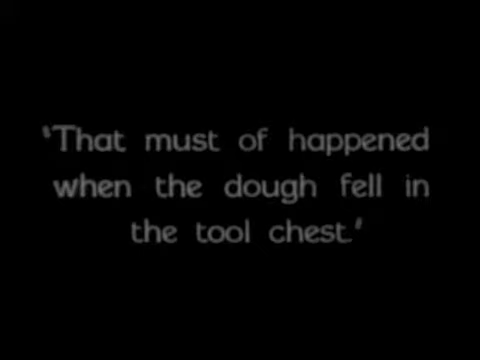 "That must of happened
when the dough fell in
the tool chest."